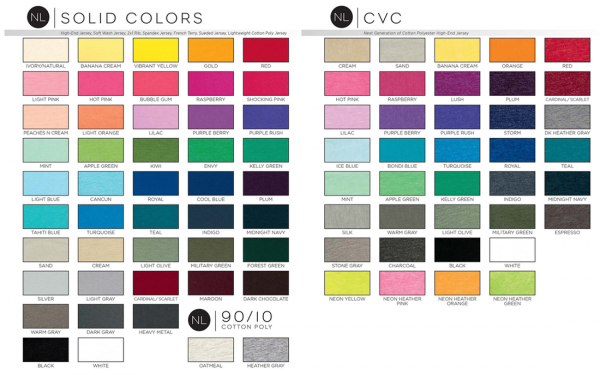 NL SOLID COLORS
High End Jersey, Soft Wash Jersey, 2x1 Rib, Spandex Jersey, French Terry, Sueded Jersey, Lightweight Cotton Poly Jersey
IVORY/NATURAL BANANA CREAM VIBRANT YELLOW GOLD RED
LIGHT PINK HOT PINK BUBBLE GUM RASPBERRY SHOCKING PINK
PEACHES N CREAM LIGHT ORANGE LILAC PURPLE BERRY PURPLE RUSH
MINT APPLE GREEN KIWI ENVY KELLY GREEN
LIGHT BLUE CANCUN ROYAL COOL BLUE PLUM
TAHITI BLUE TURQUOISE TEAL INDIGO MIDNIGHT NAVY
SAND CREAM LIGHT OLIVE MILITARY GREEN FOREST GREEN
SILVER LIGHT GRAY CARDINAL/SCARLET MAROON DARK CHOCOLATE
WARM GRAY DARK GRAY HEAVY METAL
NL 90/10
COTTON POLY
BLACK WHITE OATMEAL HEATHER GRAY
NL CVC
Next Generation of Cotton Polyester High End Jersey
CREAM SAND BANANA CREAM ORANGE RED
HOT PINK RASPBERRY LUSH PLUM CARDINAL/SCARLET
LILAC PURPLE BERRY PURPLE RUSH STORM DK HEATHER GRAY
ICE BLUE BONDI BLUE TURQUOISE ROYAL TEAL
MINT APPLE GREEN KELLY GREEN INDIGO MIDNIGHT NAVY
SILK WARM GRAY LIGHT OLIVE MILITARY GREEN ESPRESSO
STONE GRAY CHARCOAL BLACK WHITE
NEON YELLOW NEON HEATHER PINK NEON HEATHER ORANGE NEON HEATHER GREEN